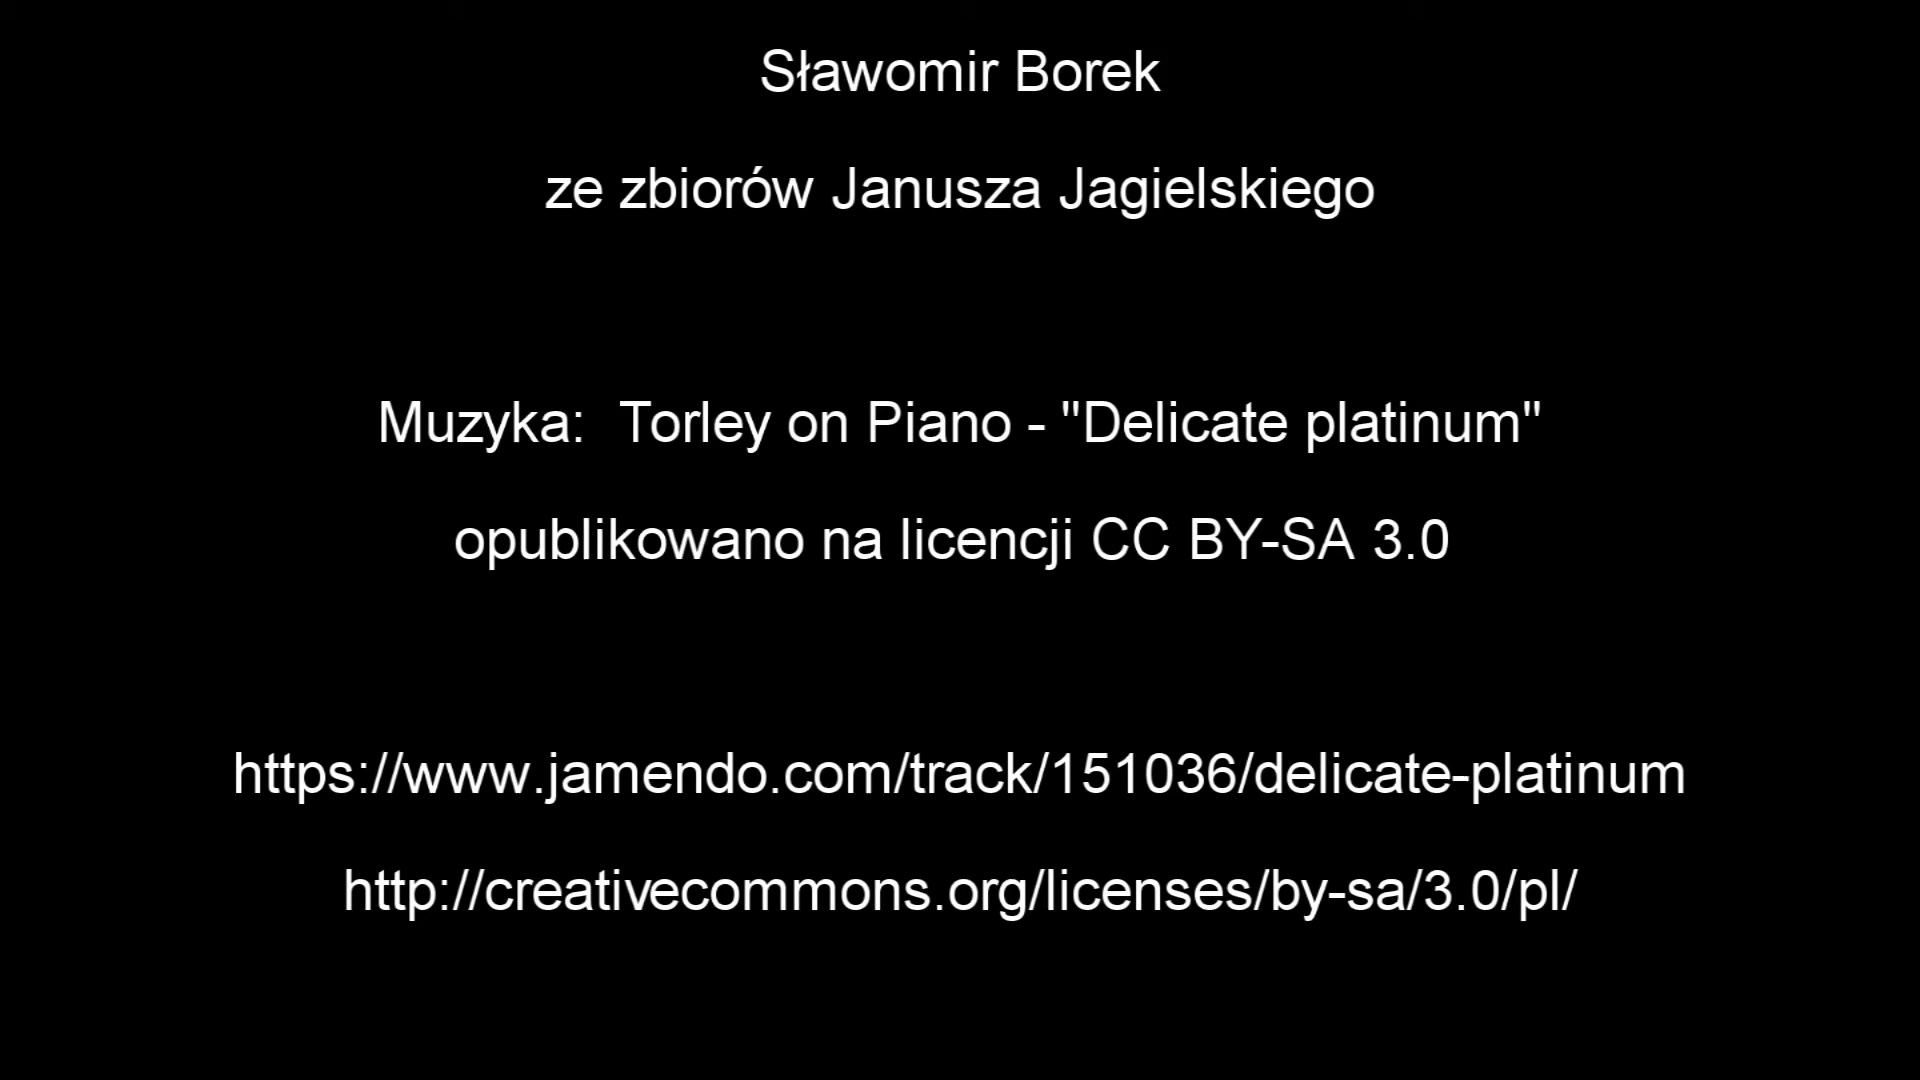 Sławomir Borek
ze zbiorów Janusza Jagielskiego
Muzyka:  Torley on Piano - "Delicate platinum"
opublikowano na licencji CC BY-SA 3.0
https://www.jamendo.com/track/151036/delicate-platinum
http://creativecommons.org/licenses/by-sa/3.0/pl/